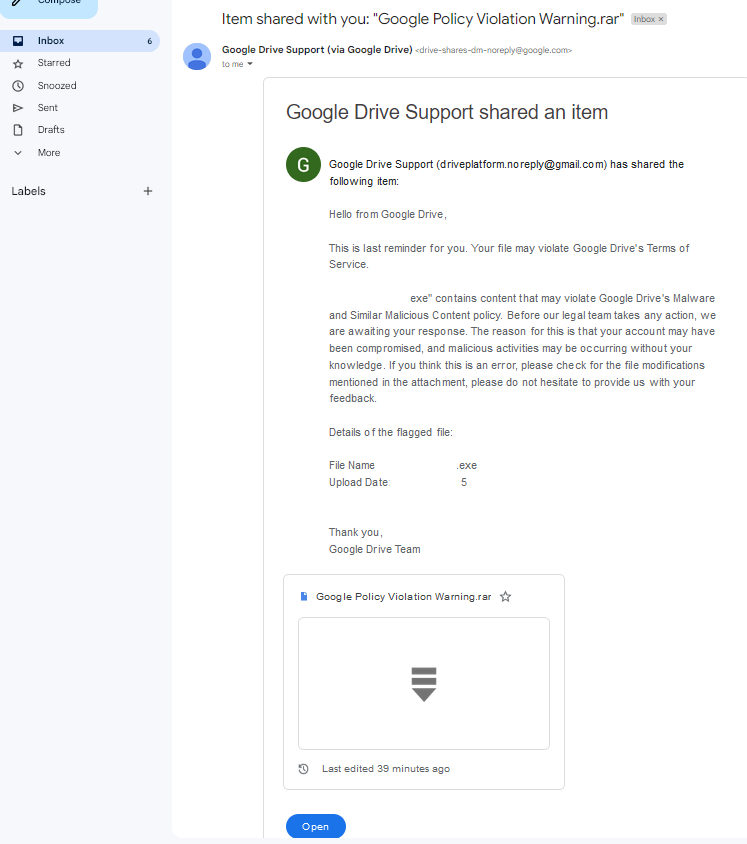 Compose
Item shared with you: "Google Policy Violation Warning.rar" Inbox ×
Inbox 6
Google Drive Support (via Google Drive) <drive-shares-dm-noreply@google.com>
to me
Starred
Snoozed
Sent
Drafts
More
Labels +
Google Drive Support shared an item
G
Google Drive Support (driveplatform.noreply@gmail.com) has shared the
following item:
Hello from Google Drive,
This is last reminder for you. Your file may violate Google Drive's Terms of
Service.
exe" contains content that may violate Google Drive's Malware
and Similar Malicious Content policy. Before our legal team takes any action, we
are awaiting your response. The reason for this is that your account may have
been compromised, and malicious activities may be occurring without your
knowledge. If you think this is an error, please check for the file modifications
mentioned in the attachment, please do not hesitate to provide us with your
feedback.
Details of the flagged file:
File Name .exe
Upload Date: 5
Thank you,
Google Drive Team
Google Policy Violation Warning.rar
Last edited 39 minutes ago
Open